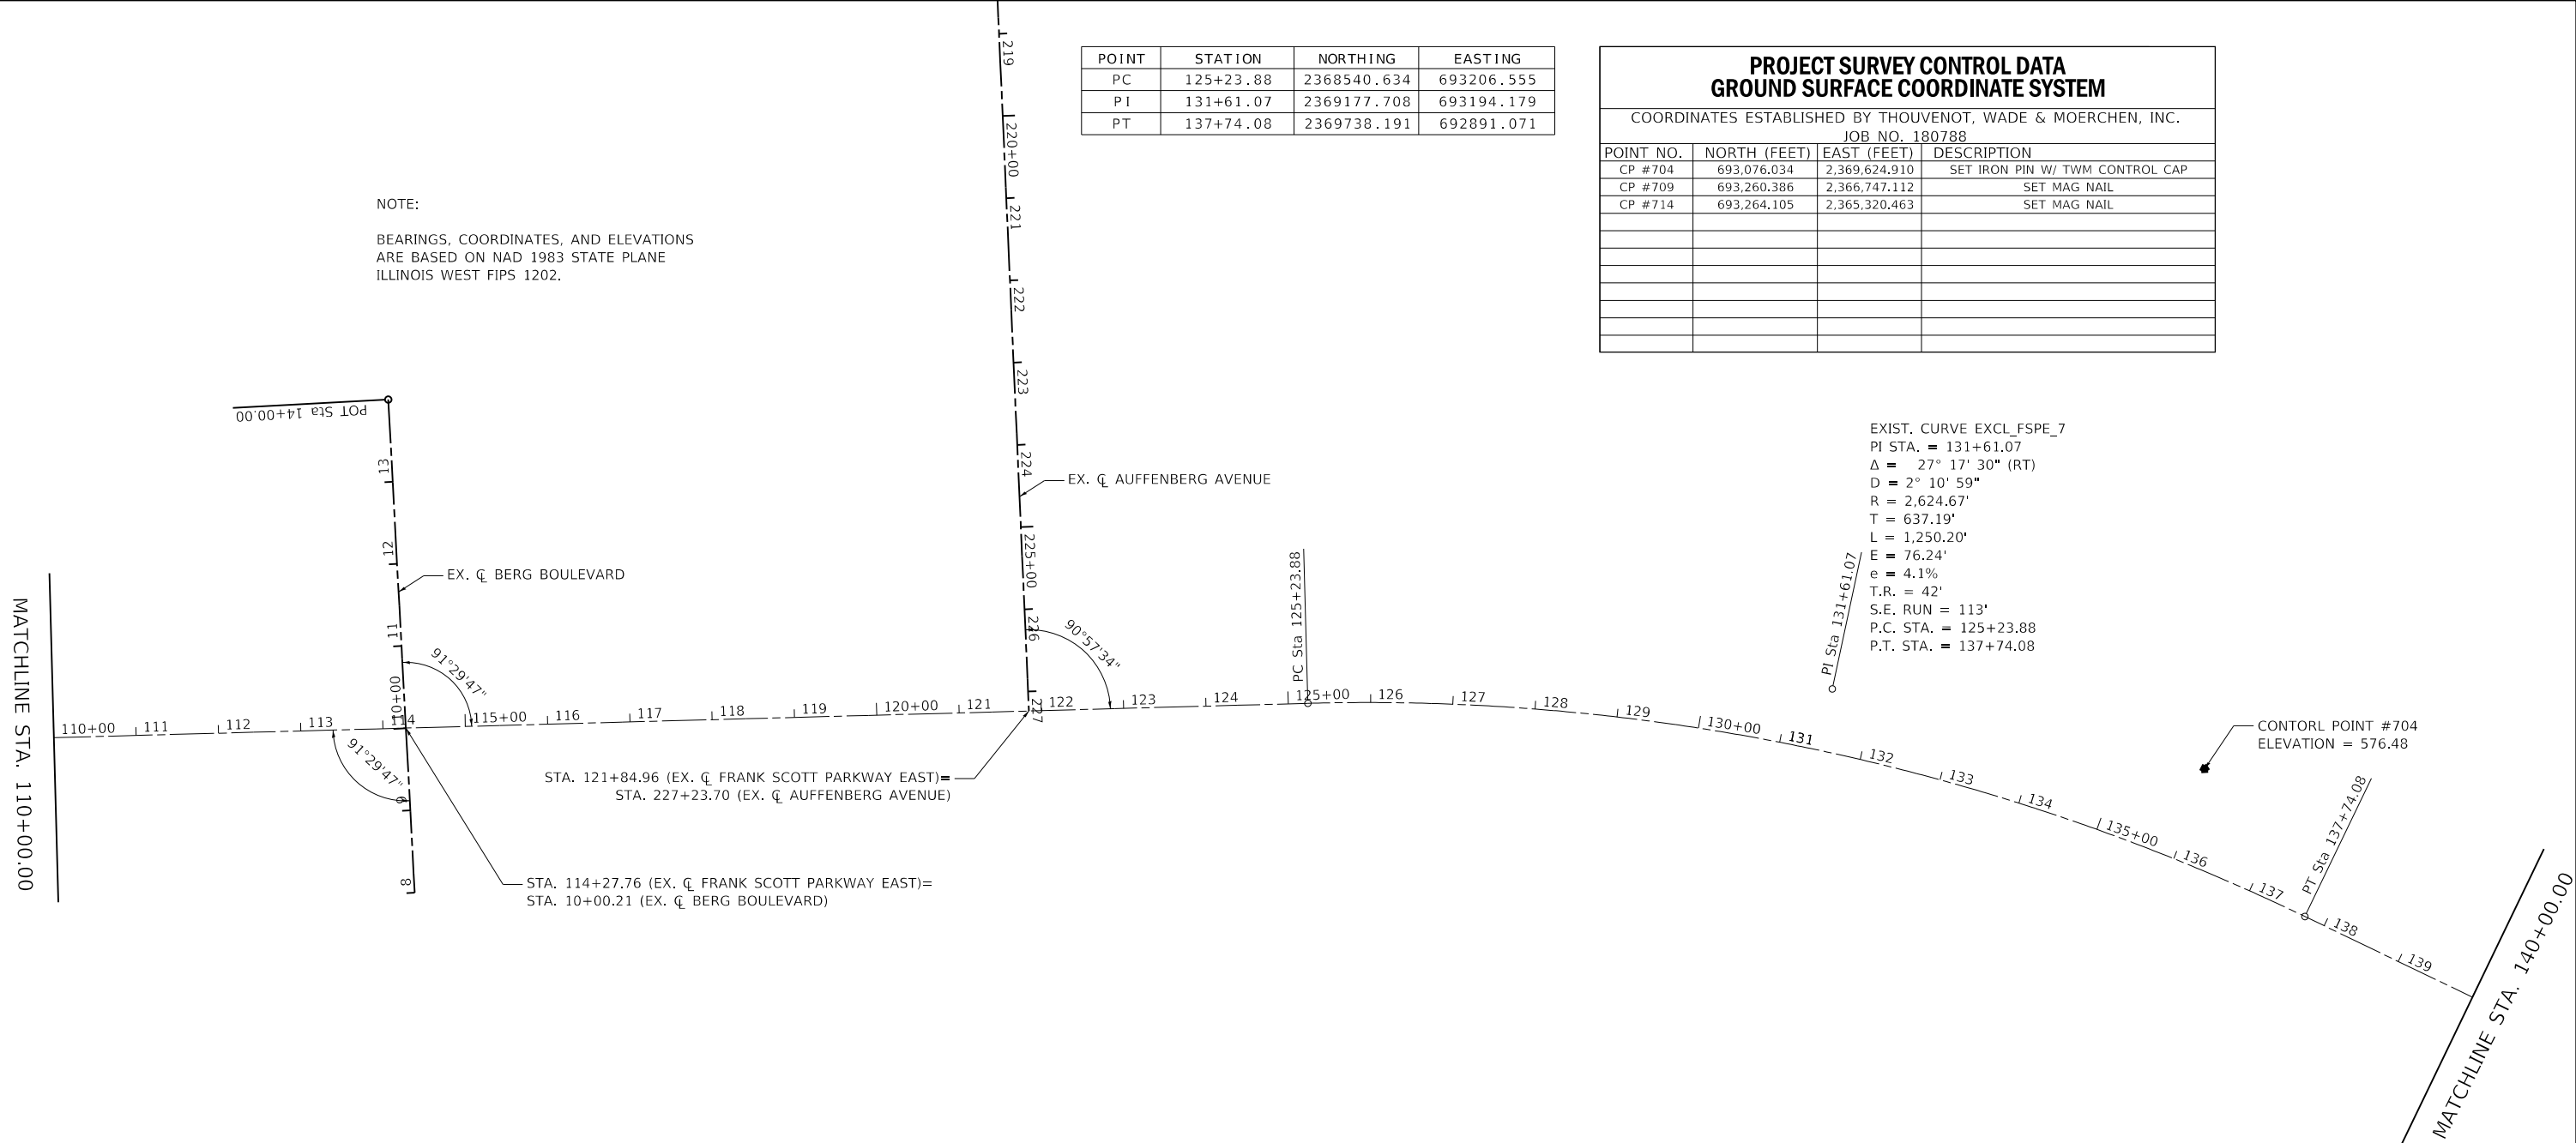 POINT STATION NORTHING EASTING
PC 125+23.88 2368540.634 693206.555
PI 131+61.07 2369177.708 693194.179
PT 137+74.08 2369738.191 692891.071
PROJECT SURVEY CONTROL DATA
GROUND SURFACE COORDINATE SYSTEM
COORDINATES ESTABLISHED BY THOUVENOT, WADE & MOERCHEN, INC.
JOB NO. 180788
POINT NO. NORTH (FEET) EAST (FEET) DESCRIPTION
CP #704 693,076.034 2,369,624.910 SET IRON PIN W/ TWM CONTROL CAP
CP #709 693,260.386 2,366,747.112 SET MAG NAIL
CP #714 693,264.105 2,365,320.463 SET MAG NAIL
NOTE:
BEARINGS, COORDINATES, AND ELEVATIONS
ARE BASED ON NAD 1983 STATE PLANE
ILLINOIS WEST FIPS 1202.
219
220+00
221
222
223
224
225+00
226
227
EX. ℄ AUFFENBERG AVENUE
90°57'34"
POT Sta 14+00.00
13
12
11
10+00
9
8
EX. ℄ BERG BOULEVARD
91°29'47"
91°29'47"
EXIST. CURVE EXCL_FSPE_7
PI STA. = 131+61.07
Δ = 27° 17' 30" (RT)
D = 2° 10' 59"
R = 2,624.67'
T = 637.19'
L = 1,250.20'
E = 76.24'
e = 4.1%
T.R. = 42'
S.E. RUN = 113'
P.C. STA. = 125+23.88
P.T. STA. = 137+74.08
MATCHLINE STA. 110+00.00
110+00
111
112
113
114
115+00
116
117
118
119
120+00
121
122
123
124
125+00
126
127
128
129
130+00
131
132
133
134
135+00
136
137
138
139
PC Sta 125+23.88
PI Sta 131+61.07
PT Sta 137+74.08
CONTORL POINT #704
ELEVATION = 576.48
STA. 121+84.96 (EX. ℄ FRANK SCOTT PARKWAY EAST)=
STA. 227+23.70 (EX. ℄ AUFFENBERG AVENUE)
STA. 114+27.76 (EX. ℄ FRANK SCOTT PARKWAY EAST)=
STA. 10+00.21 (EX. ℄ BERG BOULEVARD)
MATCHLINE STA. 140+00.00